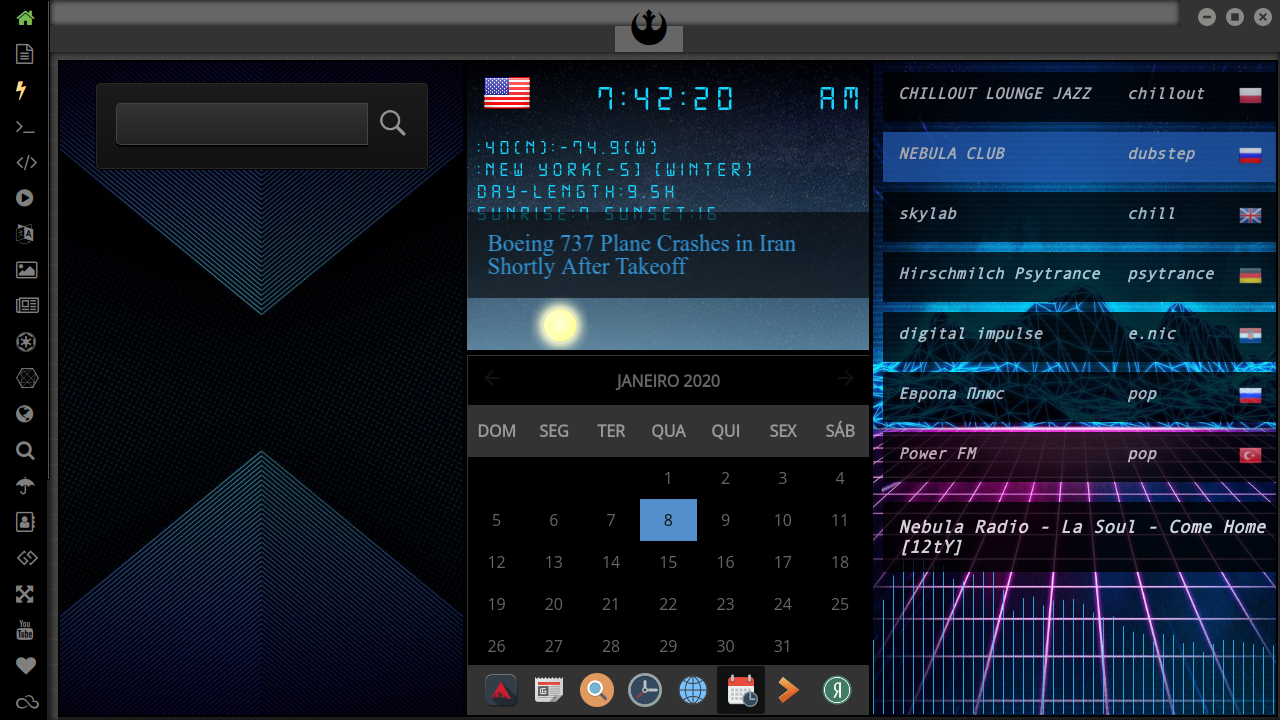 7:42:20 AM
:40(N):-74.9(W)
:NEW YORK[-5] (WINTER)
DAY-LENGTH:9.5H
SUNRISE:7 SUNSET:16
Boeing 737 Plane Crashes in Iran
Shortly After Takeoff
JANEIRO 2020
DOM SEG TER QUA QUI SEX SÁB
1 2 3 4
5 6 7 8 9 10 11
12 13 14 15 16 17 18
19 20 21 22 23 24 25
26 27 28 29 30 31
CHILLOUT LOUNGE JAZZ chillout
NEBULA CLUB dubstep
skylab chill
Hirschmilch Psytrance psytrance
digital impulse e.nic
Европа Плюс pop
Power FM pop
Nebula Radio - La Soul - Come Home
[12tY]
You
Tube
Я